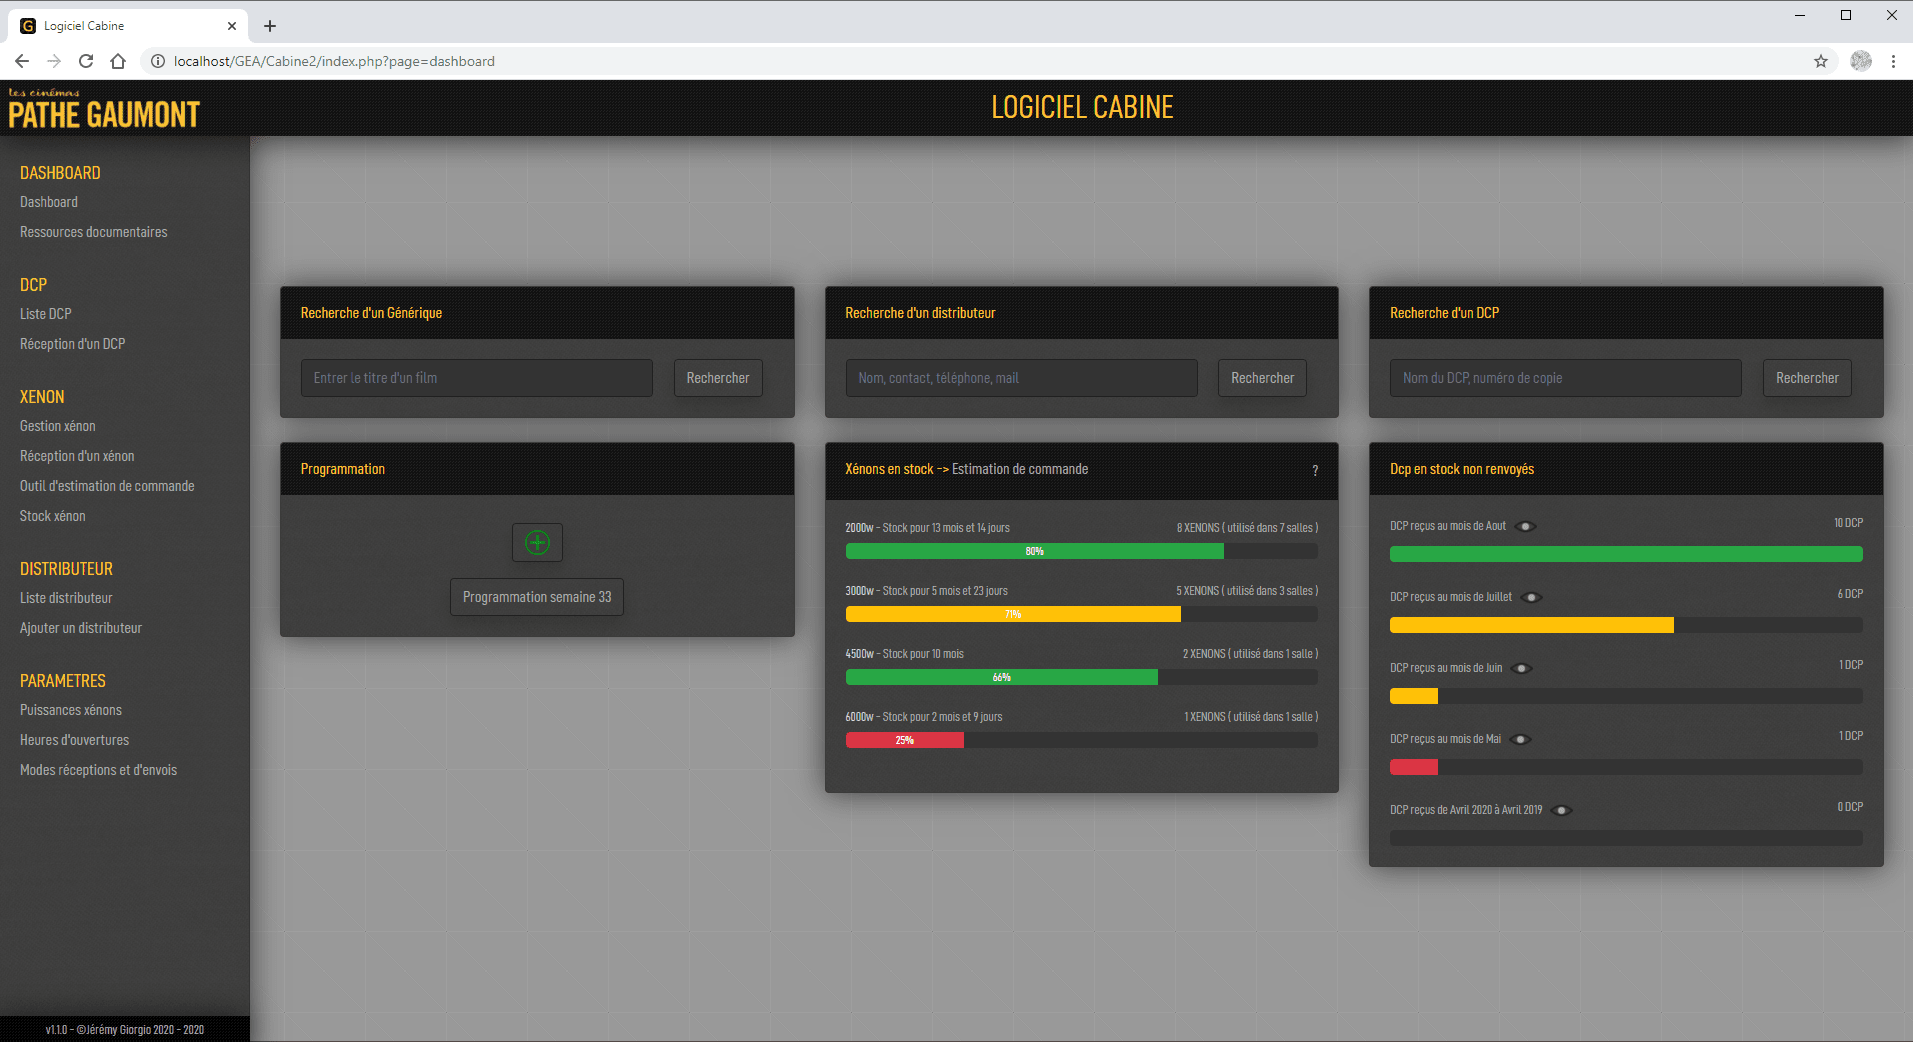 Logiciel Cabine
localhost/GEA/Cabine2/index.php?page=dashboard
les cinémas
PATHE GAUMONT
LOGICIEL CABINE
DASHBOARD
Dashboard
Ressources documentaires
DCP
Liste DCP
Réception d'un DCP
XENON
Gestion xénon
Réception d'un xénon
Outil d'estimation de commande
Stock xénon
DISTRIBUTEUR
Liste distributeur
Ajouter un distributeur
PARAMETRES
Puissances xénons
Heures d'ouvertures
Modes réceptions et d'envois
v1.1.0 - ©Jérémy Giorgio 2020 - 2020
Recherche d'un Générique
Entrer le titre d'un film
Rechercher
Recherche d'un distributeur
Nom, contact, téléphone, mail
Rechercher
Recherche d'un DCP
Nom du DCP, numéro de copie
Rechercher
Programmation
Programmation semaine 33
Xénons en stock -> Estimation de commande
?
2000w - Stock pour 13 mois et 14 jours
8 XENONS ( utilisé dans 7 salles )
80%
3000w - Stock pour 5 mois et 23 jours
5 XENONS ( utilisé dans 3 salles )
71%
4500w - Stock pour 10 mois
2 XENONS ( utilisé dans 1 salle )
66%
6000w - Stock pour 2 mois et 9 jours
1 XENONS ( utilisé dans 1 salle )
25%
Dcp en stock non renvoyés
DCP reçus au mois de Aout
10 DCP
DCP reçus au mois de Juillet
6 DCP
DCP reçus au mois de Juin
1 DCP
DCP reçus au mois de Mai
1 DCP
DCP reçus de Avril 2020 à Avril 2019
0 DCP